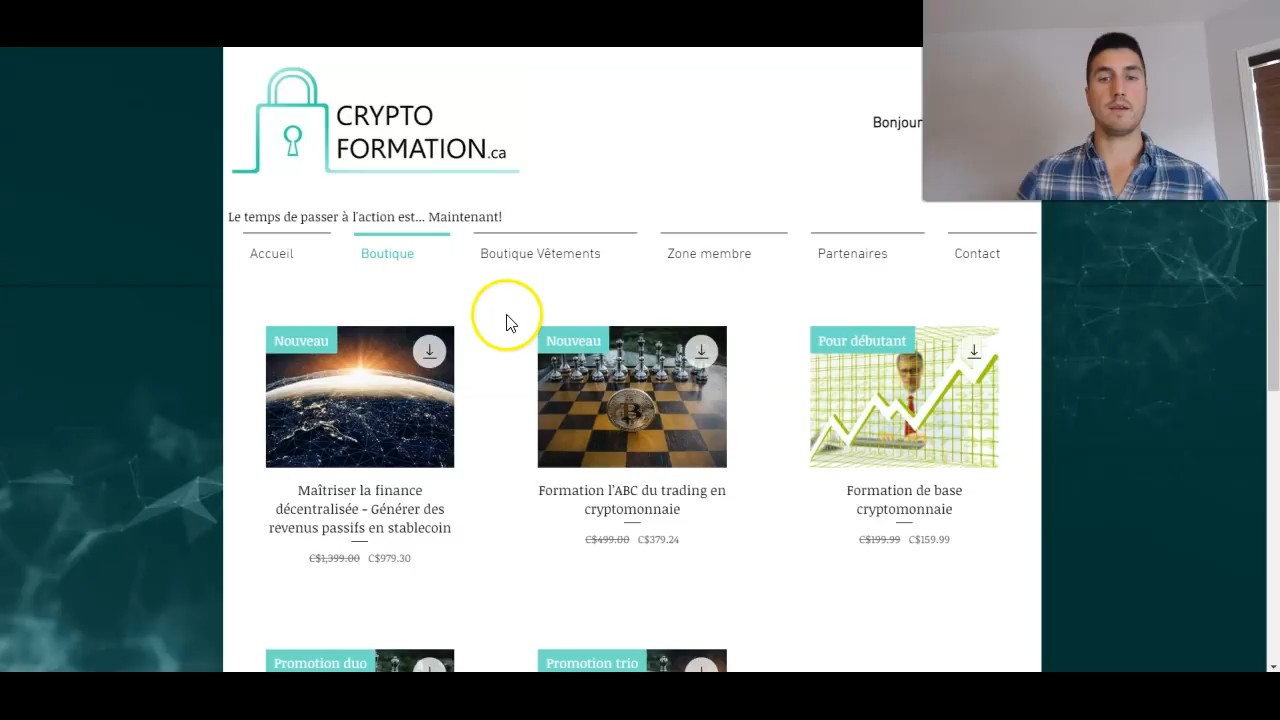 CRYPTO
FORMATION.ca
Bonjour
Le temps de passer à l'action est... Maintenant!
Accueil
Boutique
Boutique Vêtements
Zone membre
Partenaires
Contact
Nouveau
Nouveau
Pour débutant
Maîtriser la finance
décentralisée - Générer des
revenus passifs en stablecoin
C$1,399.00 C$979.30
Formation l'ABC du trading en
cryptomonnaie
C$499.00 C$379.24
Formation de base
cryptomonnaie
C$199.99 C$159.99
Promotion duo
Promotion trio